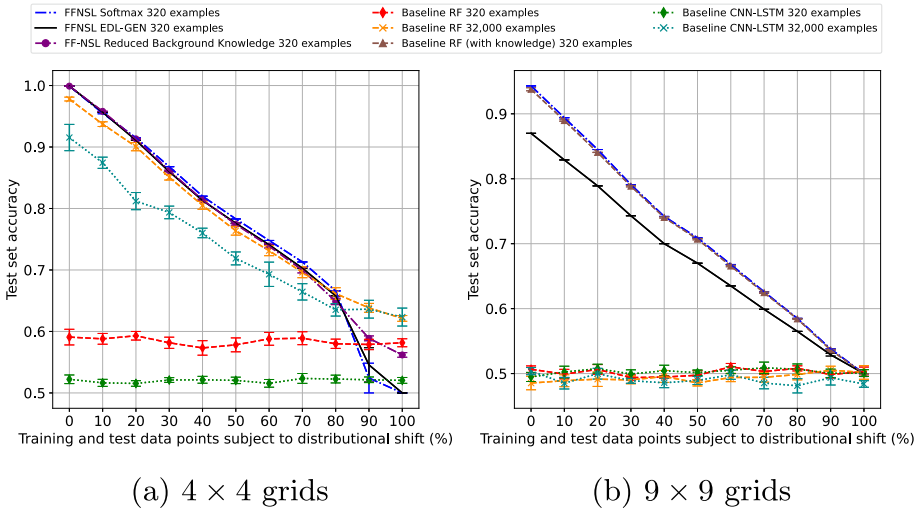 FFNSL Softmax 320 examples
FFNSL EDL-GEN 320 examples
FF-NSL Reduced Background Knowledge 320 examples
Baseline RF 320 examples
Baseline RF 32,000 examples
Baseline RF (with knowledge) 320 examples
Baseline CNN-LSTM 320 examples
Baseline CNN-LSTM 32,000 examples
Test set accuracy
1.0
0.9
0.8
0.7
0.6
0.5
0 10 20 30 40 50 60 70 80 90 100
Training and test data points subject to distributional shift (%)
(a) 4 × 4 grids
Test set accuracy
0.9
0.8
0.7
0.6
0.5
0 10 20 30 40 50 60 70 80 90 100
Training and test data points subject to distributional shift (%)
(b) 9 × 9 grids